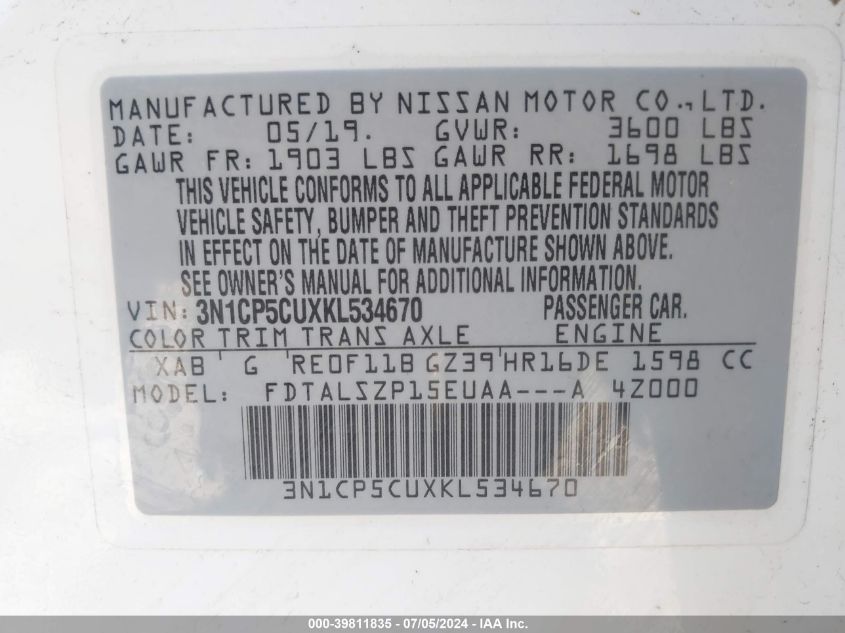 MANUFACTURED BY NISSAN MOTOR CO., LTD.
DATE: 05/19. GVWR: 3600 LBS
GAWR FR: 1903 LBS GAWR RR: 1698 LBS
THIS VEHICLE CONFORMS TO ALL APPLICABLE FEDERAL MOTOR
VEHICLE SAFETY, BUMPER AND THEFT PREVENTION STANDARDS
IN EFFECT ON THE DATE OF MANUFACTURE SHOWN ABOVE.
SEE OWNER'S MANUAL FOR ADDITIONAL INFORMATION.
VIN: 3N1CP5CUXKL534670 PASSENGER CAR.
COLOR TRIM TRANS AXLE ENGINE
XAB G RE0F11B GZ39 HR16DE 1598 CC
MODEL: FDTALSZP15EUAA---A 4Z000
3N1CP5CUXKL534670
000-39811835 - 07/05/2024 - IAA Inc.